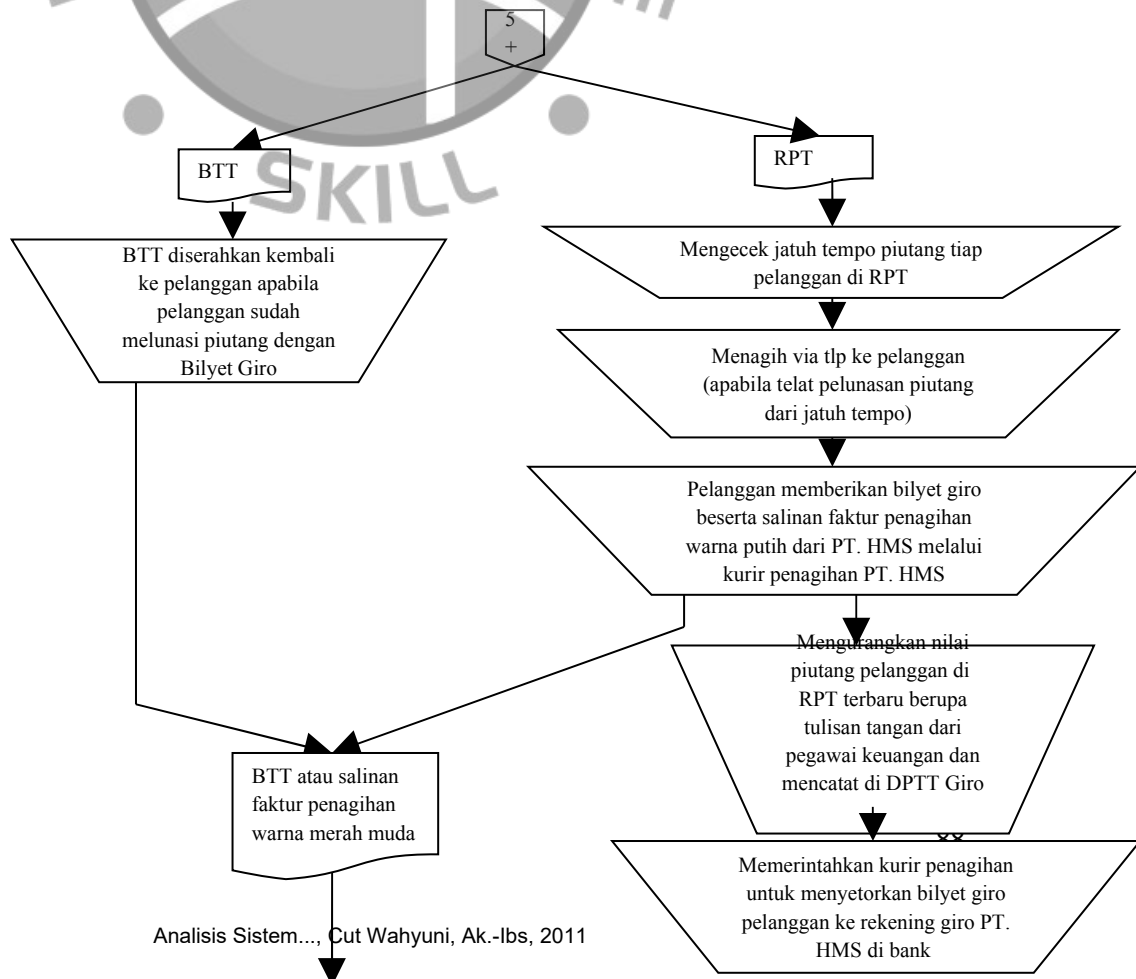 5
+
SKILL
BTT
RPT
BTT diserahkan kembali
ke pelanggan apabila
pelanggan sudah
melunasi piutang dengan
Bilyet Giro
Mengecek jatuh tempo piutang tiap
pelanggan di RPT
Menagih via tlp ke pelanggan
(apabila telat pelunasan piutang
dari jatuh tempo)
Pelanggan memberikan bilyet giro
beserta salinan faktur penagihan
warna putih dari PT. HMS melalui
kurir penagihan PT. HMS
Mengurangkan nilai
piutang pelanggan di
RPT terbaru berupa
tulisan tangan dari
pegawai keuangan dan
mencatat di DPTT Giro
BTT atau salinan
faktur penagihan
warna merah muda
Memerintahkan kurir penagihan
untuk menyetorkan bilyet giro
pelanggan ke rekening giro PT.
HMS di bank
Analisis Sistem..., Cut Wahyuni, Ak.-Ibs, 2011